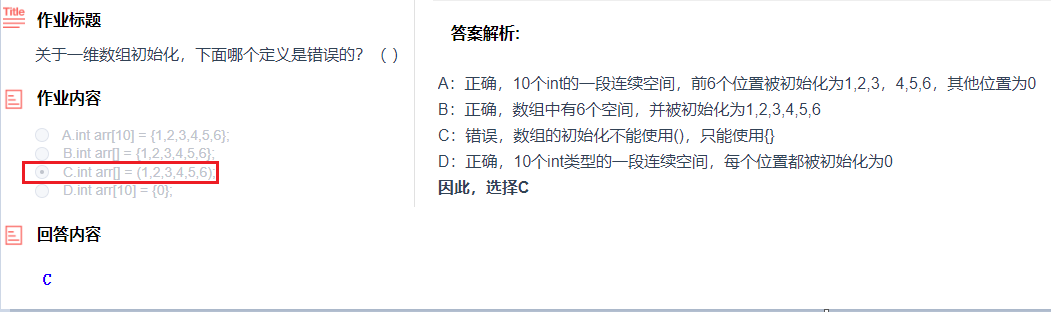 Title 作业标题
关于一维数组初始化，下面哪个定义是错误的？（ ）
作业内容
A.int arr[10] = {1,2,3,4,5,6};
B.int arr[] = {1,2,3,4,5,6};
C.int arr[] = (1,2,3,4,5,6);
D.int arr[10] = {0};
回答内容
C
答案解析：
A：正确，10个int的一段连续空间，前6个位置被初始化为1,2,3，4,5,6，其他位置为0
B：正确，数组中有6个空间，并被初始化为1,2,3,4,5,6
C：错误，数组的初始化不能使用()，只能使用{}
D：正确，10个int类型的一段连续空间，每个位置都被初始化为0
因此，选择C